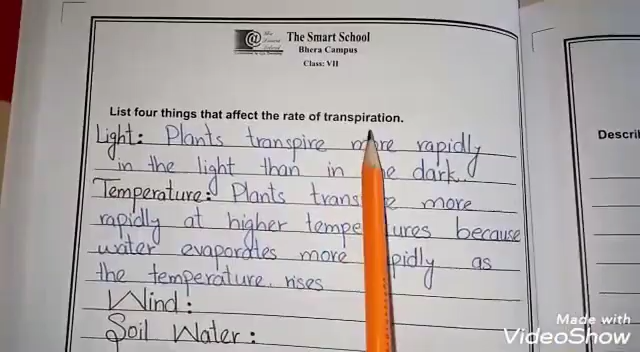 The Smart School
Bhera Campus
Class: VII
List four things that affect the rate of transpiration.
Light: Plants transpire more rapidly
in the light than in dark.
Temperature: Plants more
rapidly at higher because
water evaporates more as
the temperature. rises
Wind:
Soil Water:
Made with
VideoShow